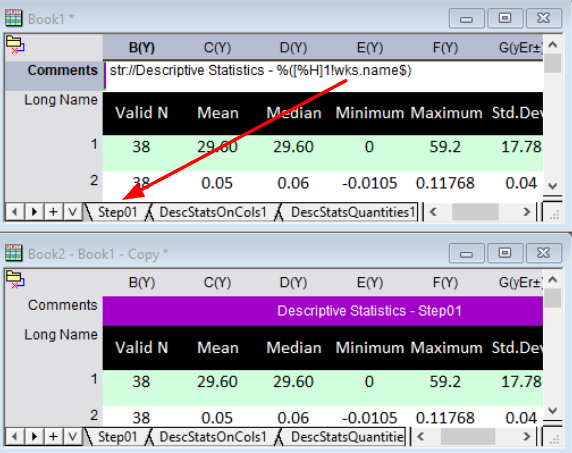 Book1 *
B(Y) C(Y) D(Y) E(Y) F(Y) G(yEr±)
Comments str://Descriptive Statistics - %([%H]1!wks.name$)
Long Name Valid N Mean Median Minimum Maximum Std.Dev
1 38 29.60 29.60 0 59.2 17.78
2 38 0.05 0.06 -0.0105 0.11768 0.04
Step01 DescStatsOnCols1 DescStatsQuantities1
Book2 - Book1 - Copy *
B(Y) C(Y) D(Y) E(Y) F(Y) G(yEr±)
Comments Descriptive Statistics - Step01
Long Name Valid N Mean Median Minimum Maximum Std.Dev
1 38 29.60 29.60 0 59.2 17.78
2 38 0.05 0.06 -0.0105 0.11768 0.04
Step01 DescStatsOnCols1 DescStatsQuantitie